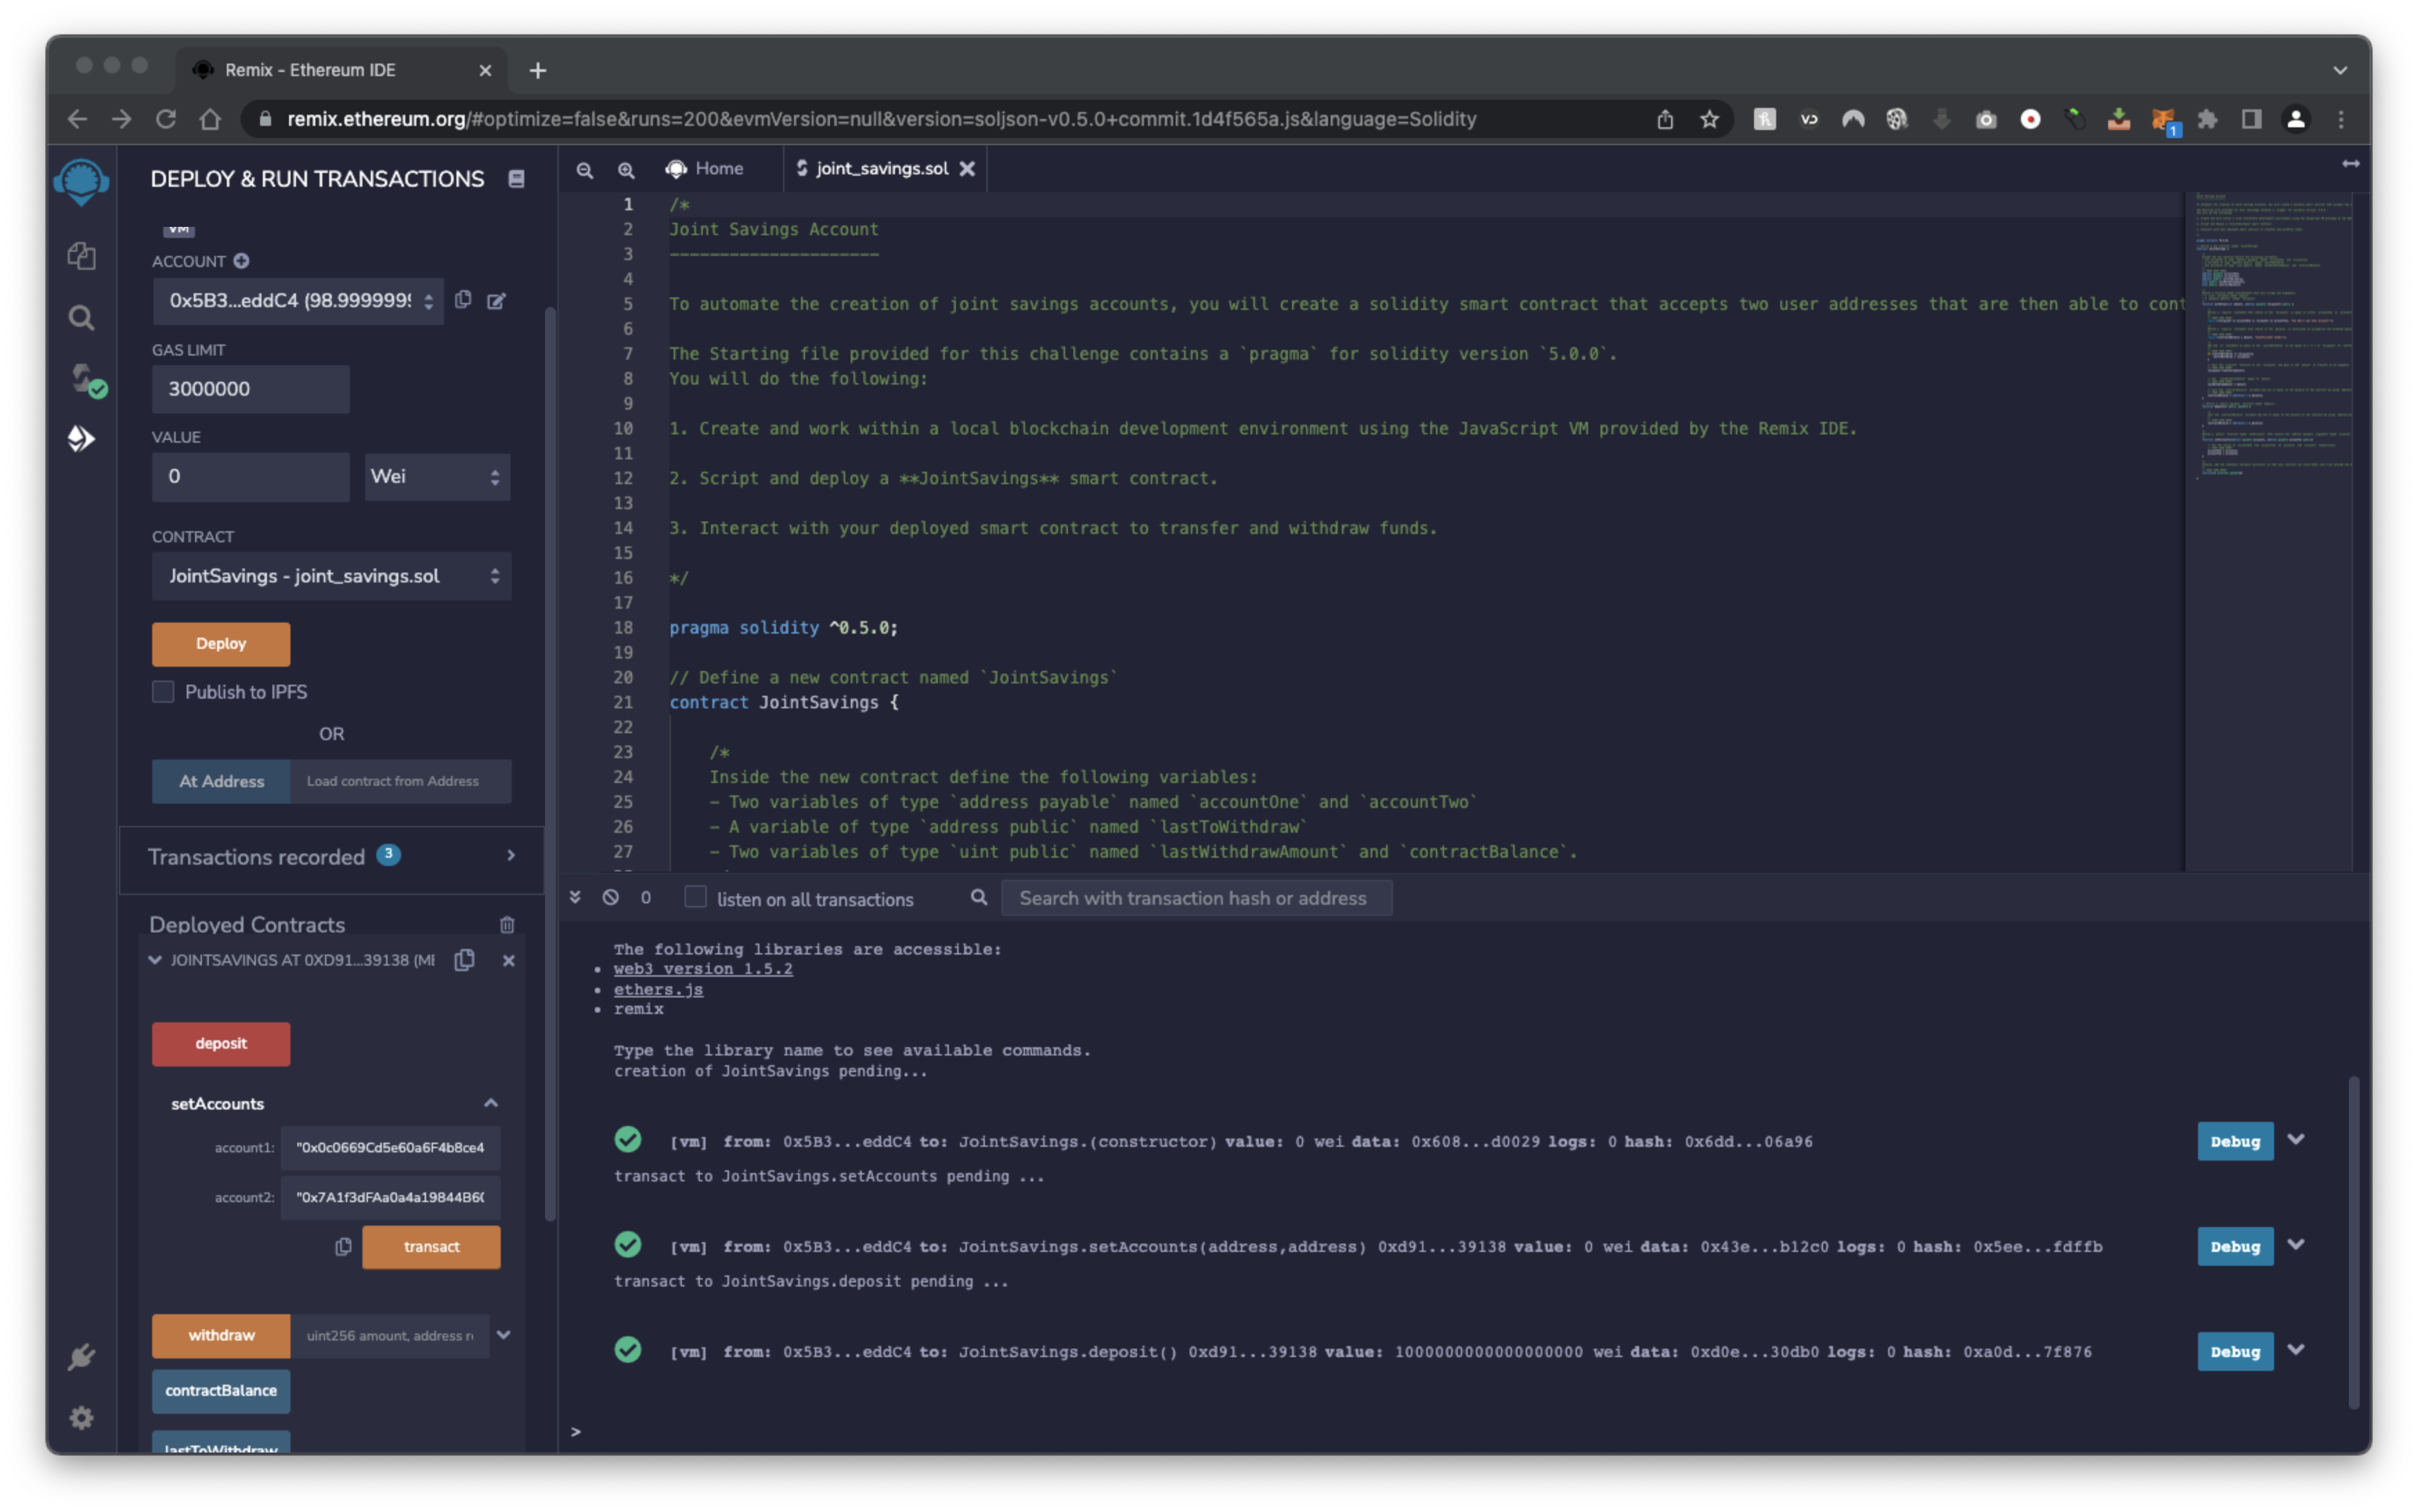 Remix - Ethereum IDE
remix.ethereum.org/#optimize=false&runs=200&evmVersion=null&version=soljson-v0.5.0+commit.1d4f565a.js&language=Solidity
1
DEPLOY & RUN TRANSACTIONS
VM
ACCOUNT
0x5B3...eddC4 (98.9999999
GAS LIMIT
3000000
VALUE
0
Wei
CONTRACT
JointSavings - joint_savings.sol
Deploy
Publish to IPFS
OR
At Address
Load contract from Address
Transactions recorded 3
Deployed Contracts
JOINTSAVINGS AT 0XD91...39138 (ME
deposit
setAccounts
account1: "0x0c0669Cd5e60a6F4b8ce4
account2: "0x7A1f3dFAa0a4a19844B60
transact
withdraw
uint256 amount, address r
contractBalance
lastToWithdraw
Home
joint_savings.sol
1 /*
2 Joint Savings Account
3 ---------------------
4
5 To automate the creation of joint savings accounts, you will create a solidity smart contract that accepts two user addresses that are then able to cont
6
7 The Starting file provided for this challenge contains a `pragma` for solidity version `5.0.0`.
8 You will do the following:
9
10 1. Create and work within a local blockchain development environment using the JavaScript VM provided by the Remix IDE.
11
12 2. Script and deploy a **JointSavings** smart contract.
13
14 3. Interact with your deployed smart contract to transfer and withdraw funds.
15
16 */
17
18 pragma solidity ^0.5.0;
19
20 // Define a new contract named `JointSavings`
21 contract JointSavings {
22
23 /*
24 Inside the new contract define the following variables:
25 - Two variables of type `address payable` named `accountOne` and `accountTwo`
26 - A variable of type `address public` named `lastToWithdraw`
27 - Two variables of type `uint public` named `lastWithdrawAmount` and `contractBalance`.
0
listen on all transactions
Search with transaction hash or address
The following libraries are accessible:
• web3 version 1.5.2
• ethers.js
• remix
Type the library name to see available commands.
creation of JointSavings pending...
[vm] from: 0x5B3...eddC4 to: JointSavings.(constructor) value: 0 wei data: 0x608...d0029 logs: 0 hash: 0x6dd...06a96
Debug
transact to JointSavings.setAccounts pending ...
[vm] from: 0x5B3...eddC4 to: JointSavings.setAccounts(address,address) 0xd91...39138 value: 0 wei data: 0x43e...b12c0 logs: 0 hash: 0x5ee...fdffb
Debug
transact to JointSavings.deposit pending ...
[vm] from: 0x5B3...eddC4 to: JointSavings.deposit() 0xd91...39138 value: 1000000000000000000 wei data: 0xd0e...30db0 logs: 0 hash: 0xa0d...7f876
Debug
>